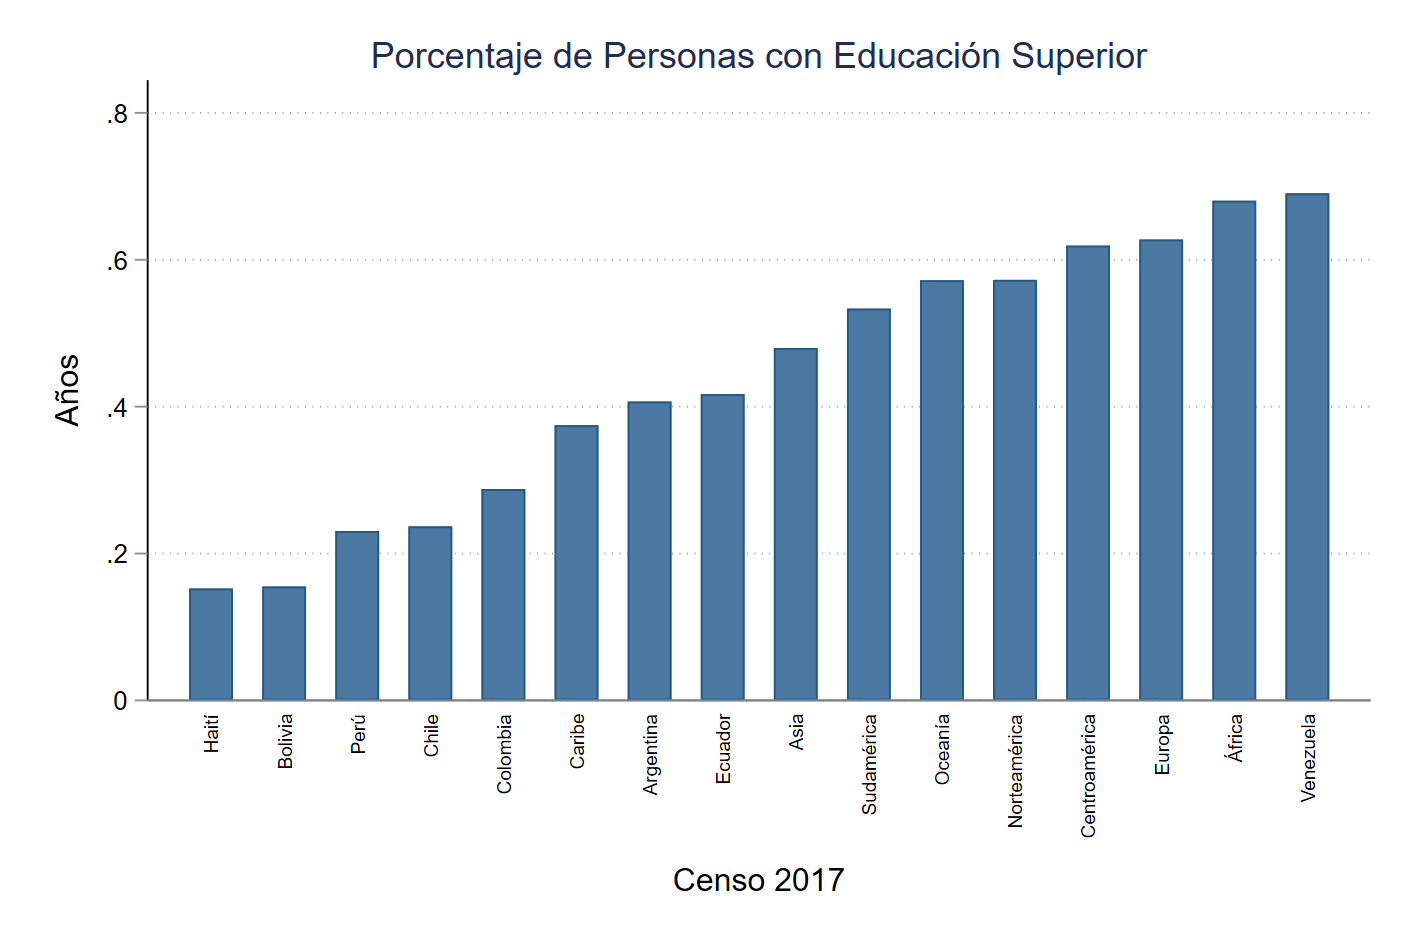 Porcentaje de Personas con Educación Superior
.8
.6
.4
.2
0
Años
Haití
Bolivia
Perú
Chile
Colombia
Caribe
Argentina
Ecuador
Asia
Sudamérica
Oceanía
Norteamérica
Centroamérica
Europa
África
Venezuela
Censo 2017